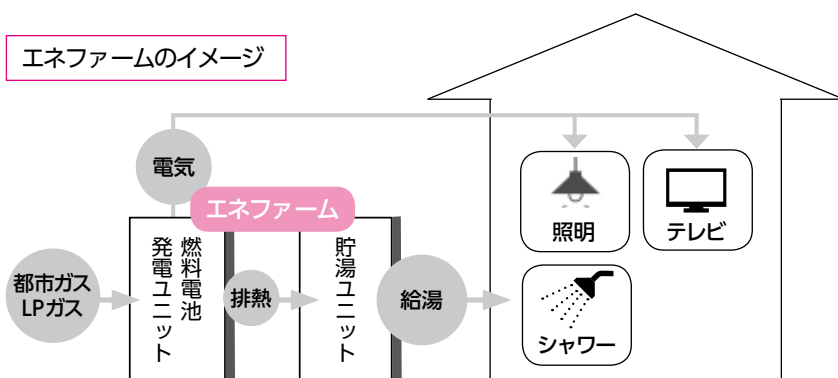 エネファームのイメージ
電気
エネファーム
照明
テレビ
都市ガス
LPガス
燃料電池
発電ユニット
排熱
貯湯ユニット
給湯
シャワー